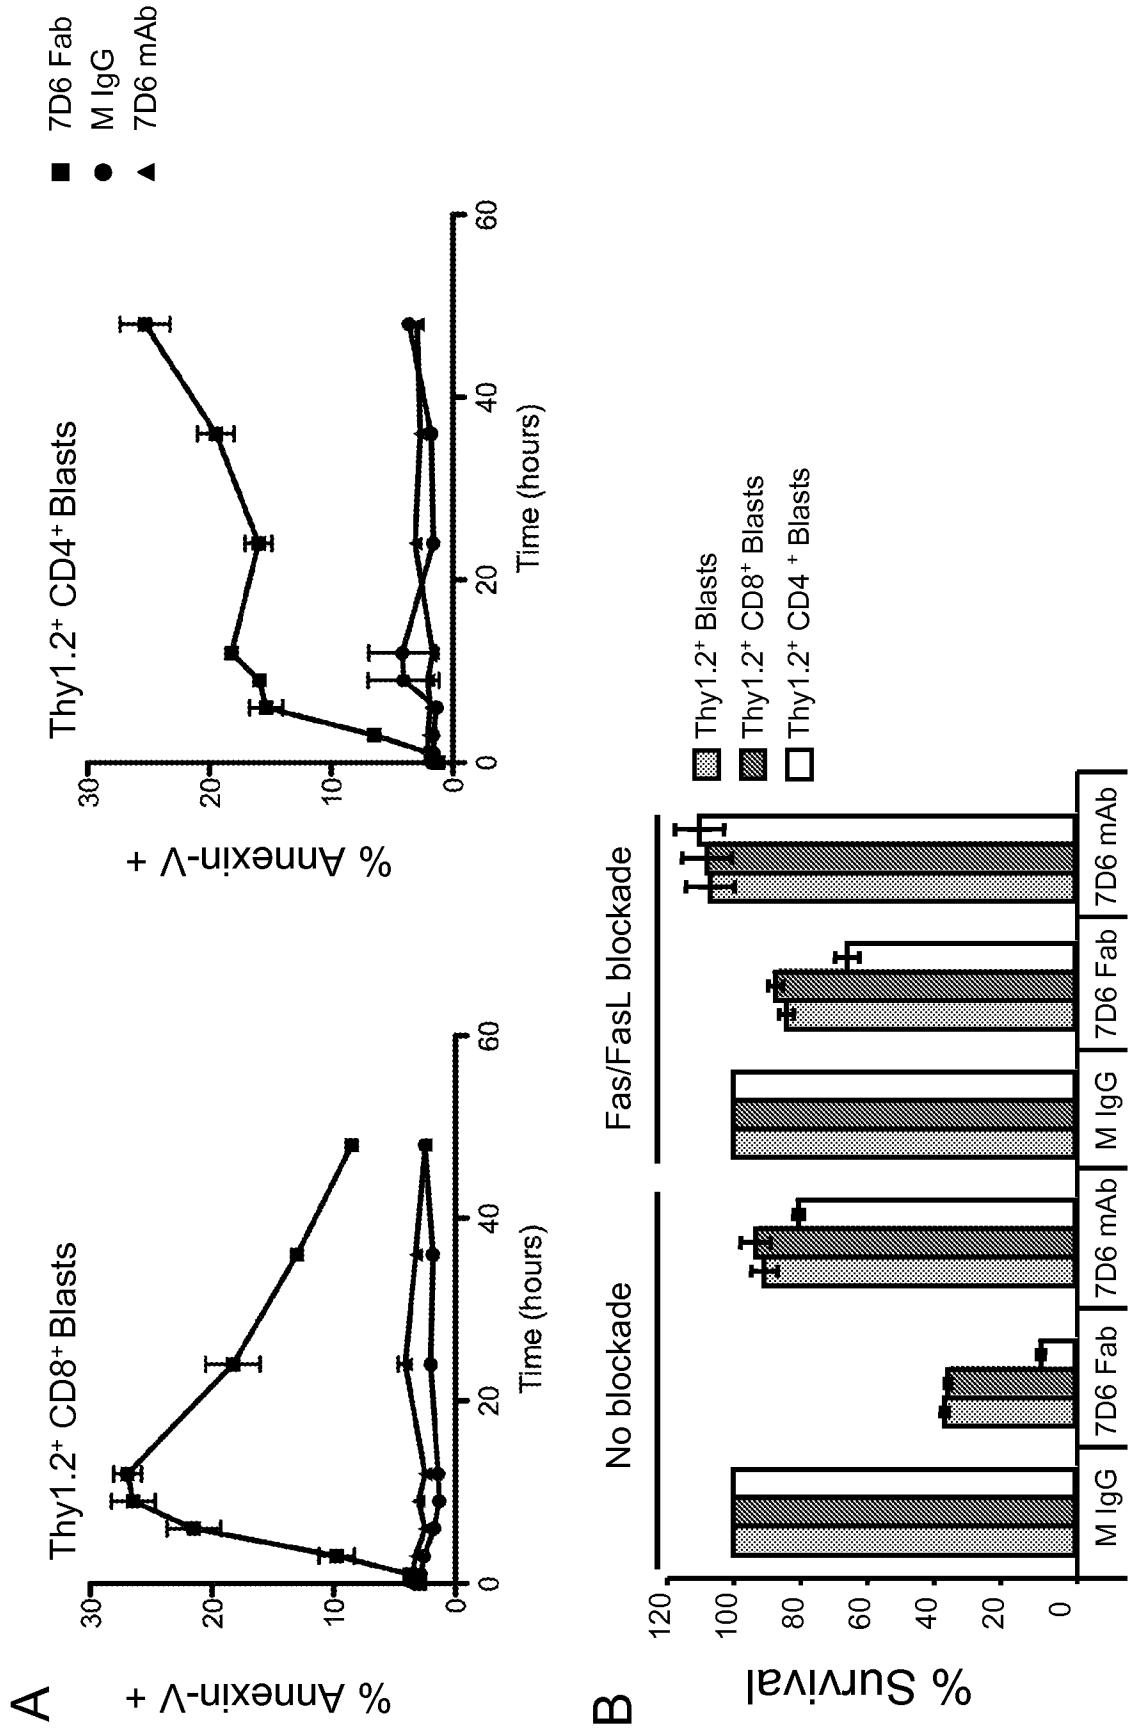 A
Thy1.2+ CD8+ Blasts
Thy1.2+ CD4+ Blasts
7D6 Fab
M IgG
7D6 mAb
% Annexin-V +
30
20
10
0
0
20
40
60
Time (hours)
% Annexin-V +
30
20
10
0
0
20
40
60
Time (hours)
B
No blockade
Fas/FasL blockade
% Survival
120
100
80
60
40
20
0
M IgG
7D6 Fab
7D6 mAb
M IgG
7D6 Fab
7D6 mAb
Thy1.2+ Blasts
Thy1.2+ CD8+ Blasts
Thy1.2+ CD4 + Blasts